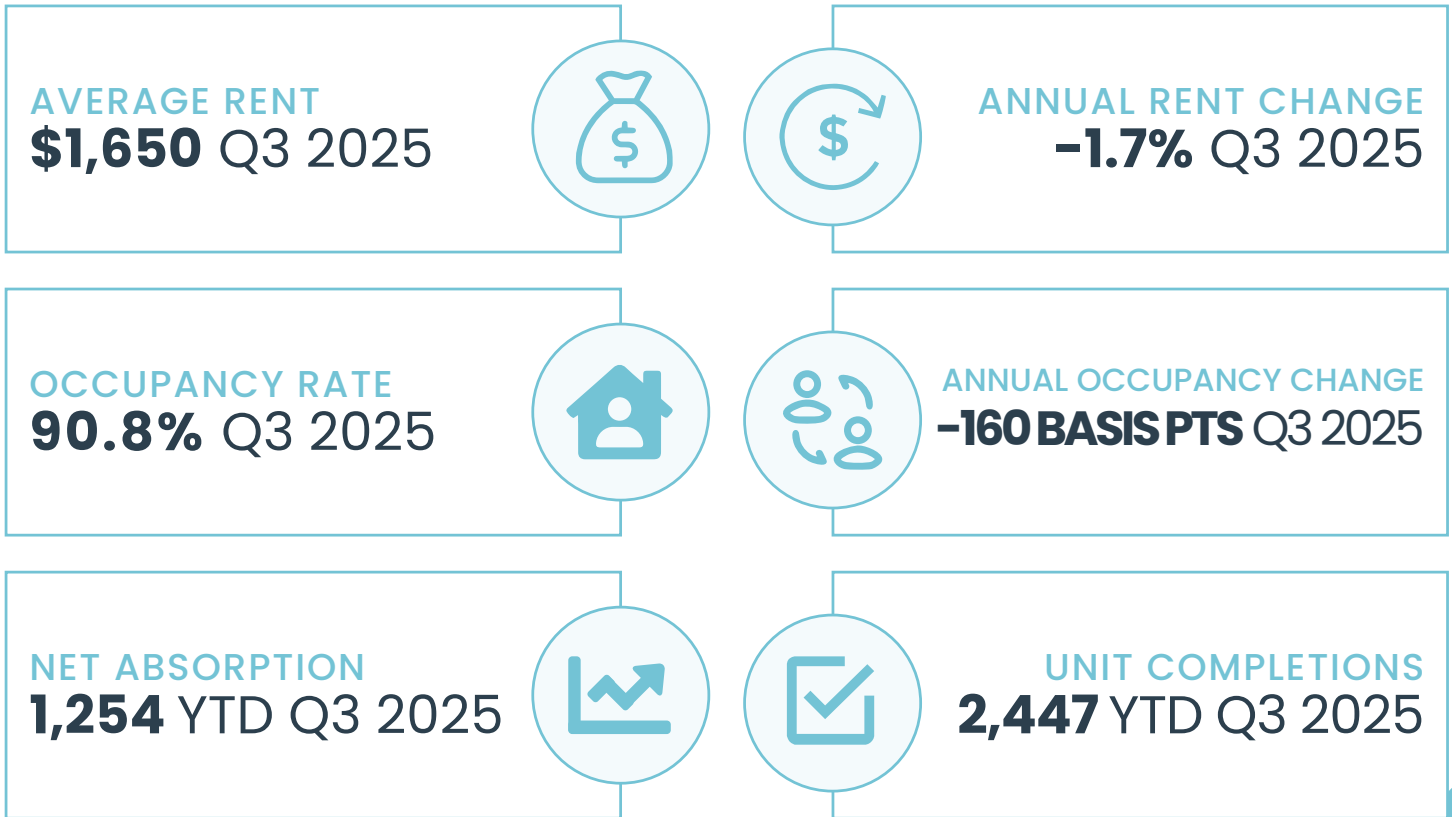 AVERAGE RENT
$1,650 Q3 2025
ANNUAL RENT CHANGE
-1.7% Q3 2025
OCCUPANCY RATE
90.8% Q3 2025
ANNUAL OCCUPANCY CHANGE
-160 BASIS PTS Q3 2025
NET ABSORPTION
1,254 YTD Q3 2025
UNIT COMPLETIONS
2,447 YTD Q3 2025